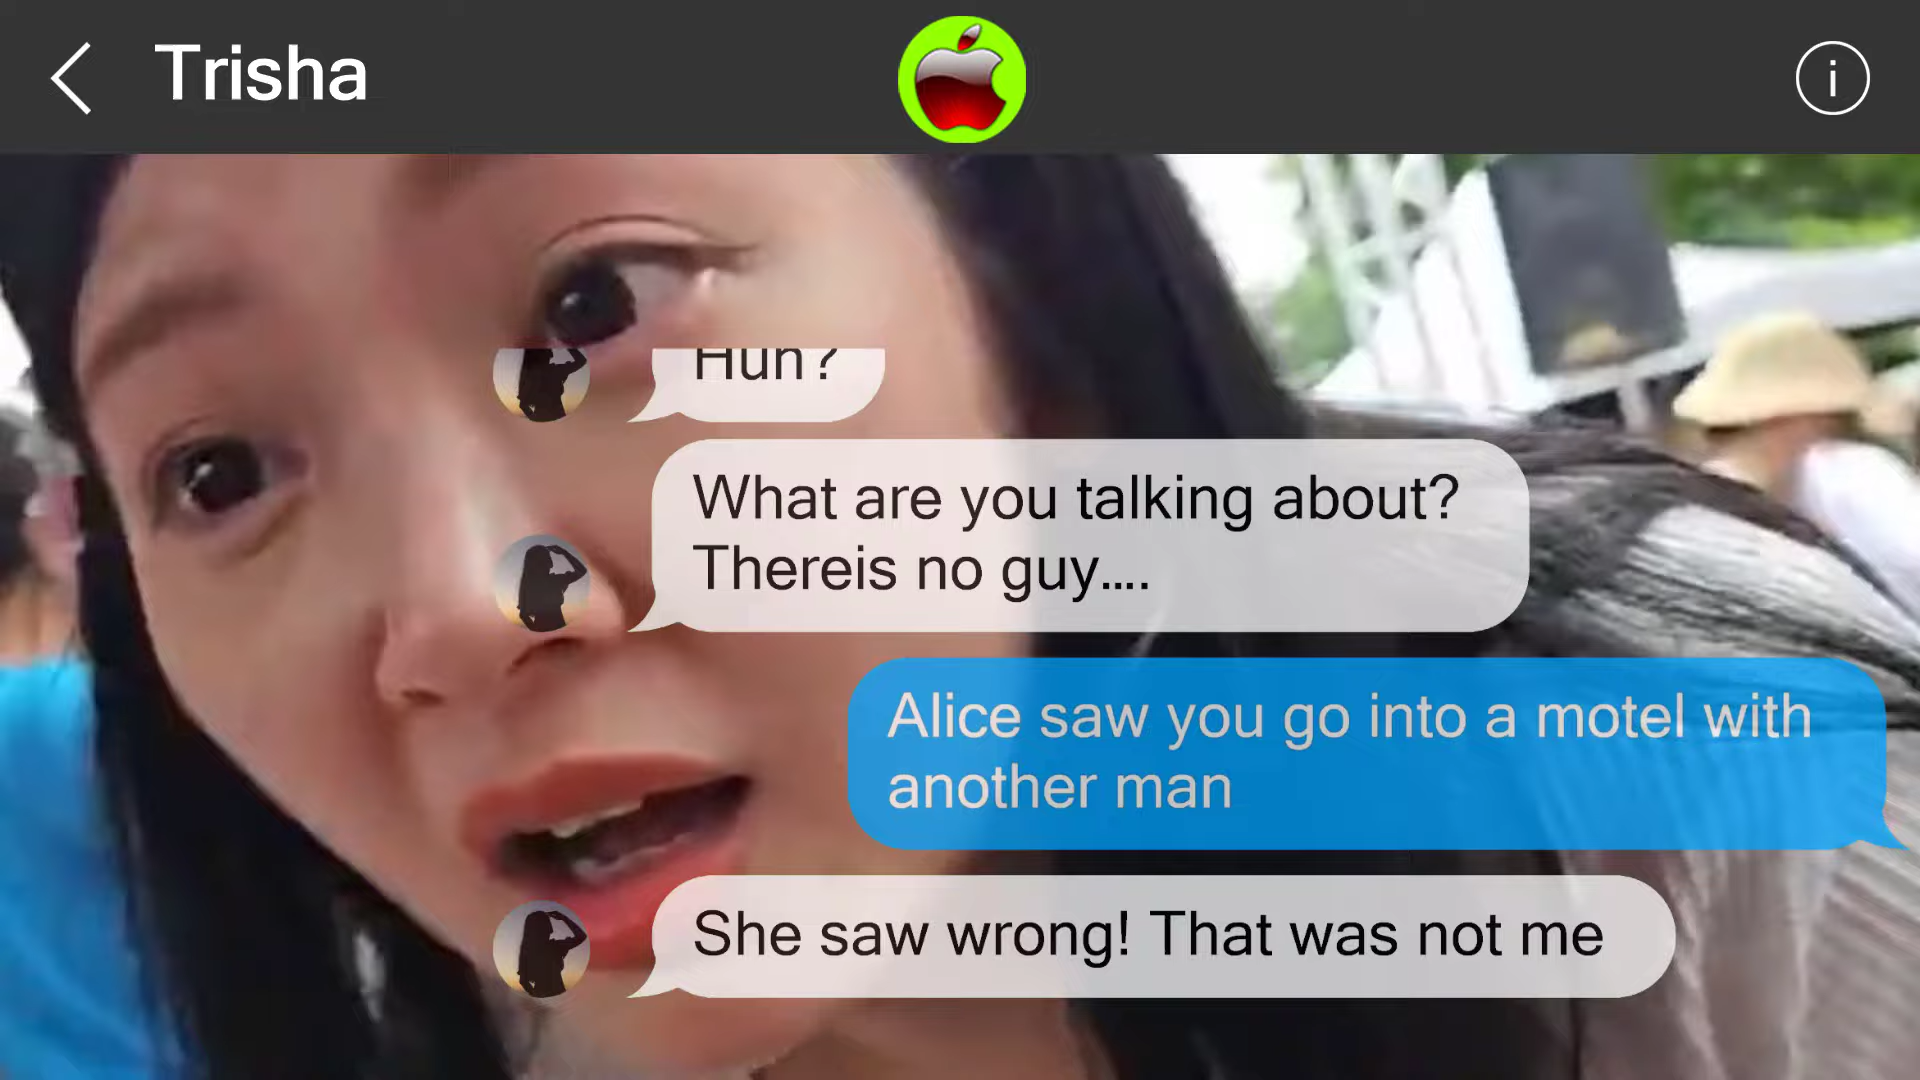 Trisha
Huh?
What are you talking about?
Thereis no guy....
Alice saw you go into a motel with
another man
She saw wrong! That was not me